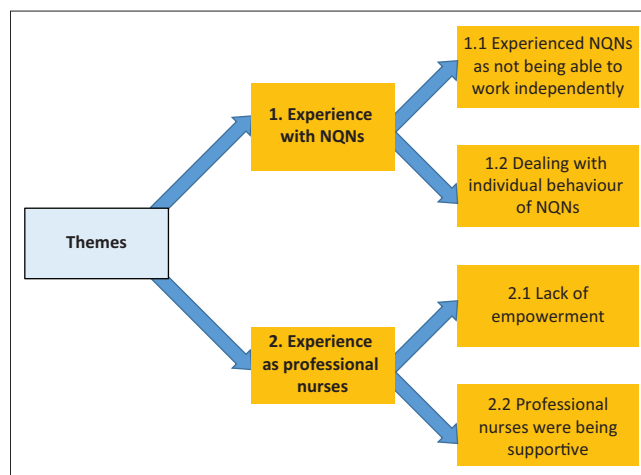 Themes
1. Experience
with NQNs
1.1 Experienced NQNs
as not being able to
work independently
1.2 Dealing with
individual behaviour
of NQNs
2. Experience
as professional
nurses
2.1 Lack of
empowerment
2.2 Professional
nurses were being
supportive